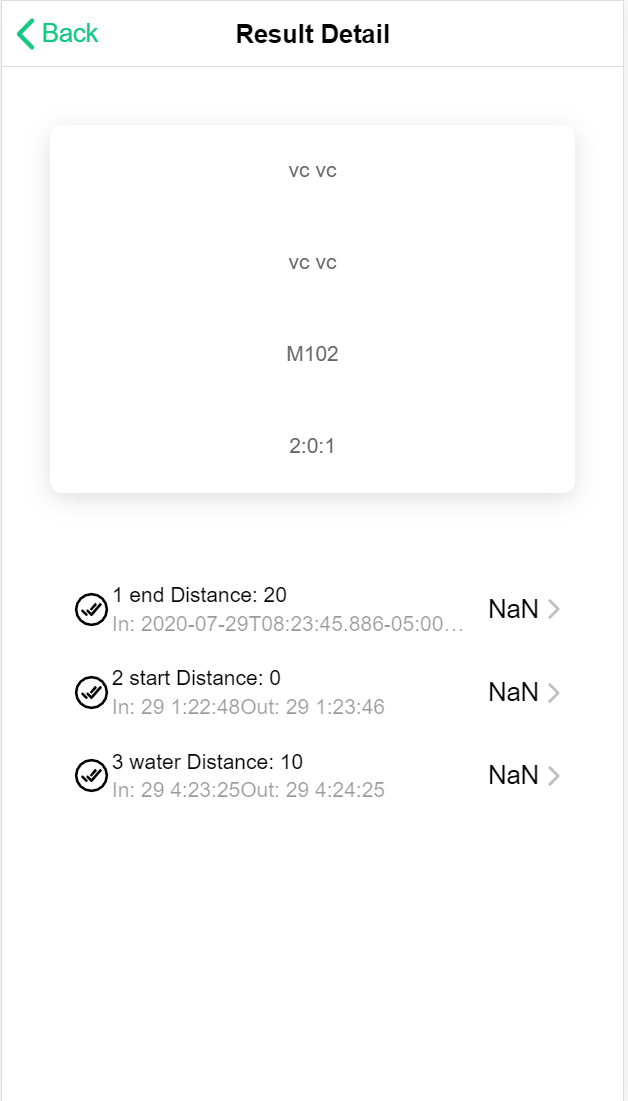 Back Result Detail
vc vc
vc vc
M102
2:0:1
1 end Distance: 20
In: 2020-07-29T08:23:45.886-05:00…
NaN
2 start Distance: 0
In: 29 1:22:48Out: 29 1:23:46
NaN
3 water Distance: 10
In: 29 4:23:25Out: 29 4:24:25
NaN